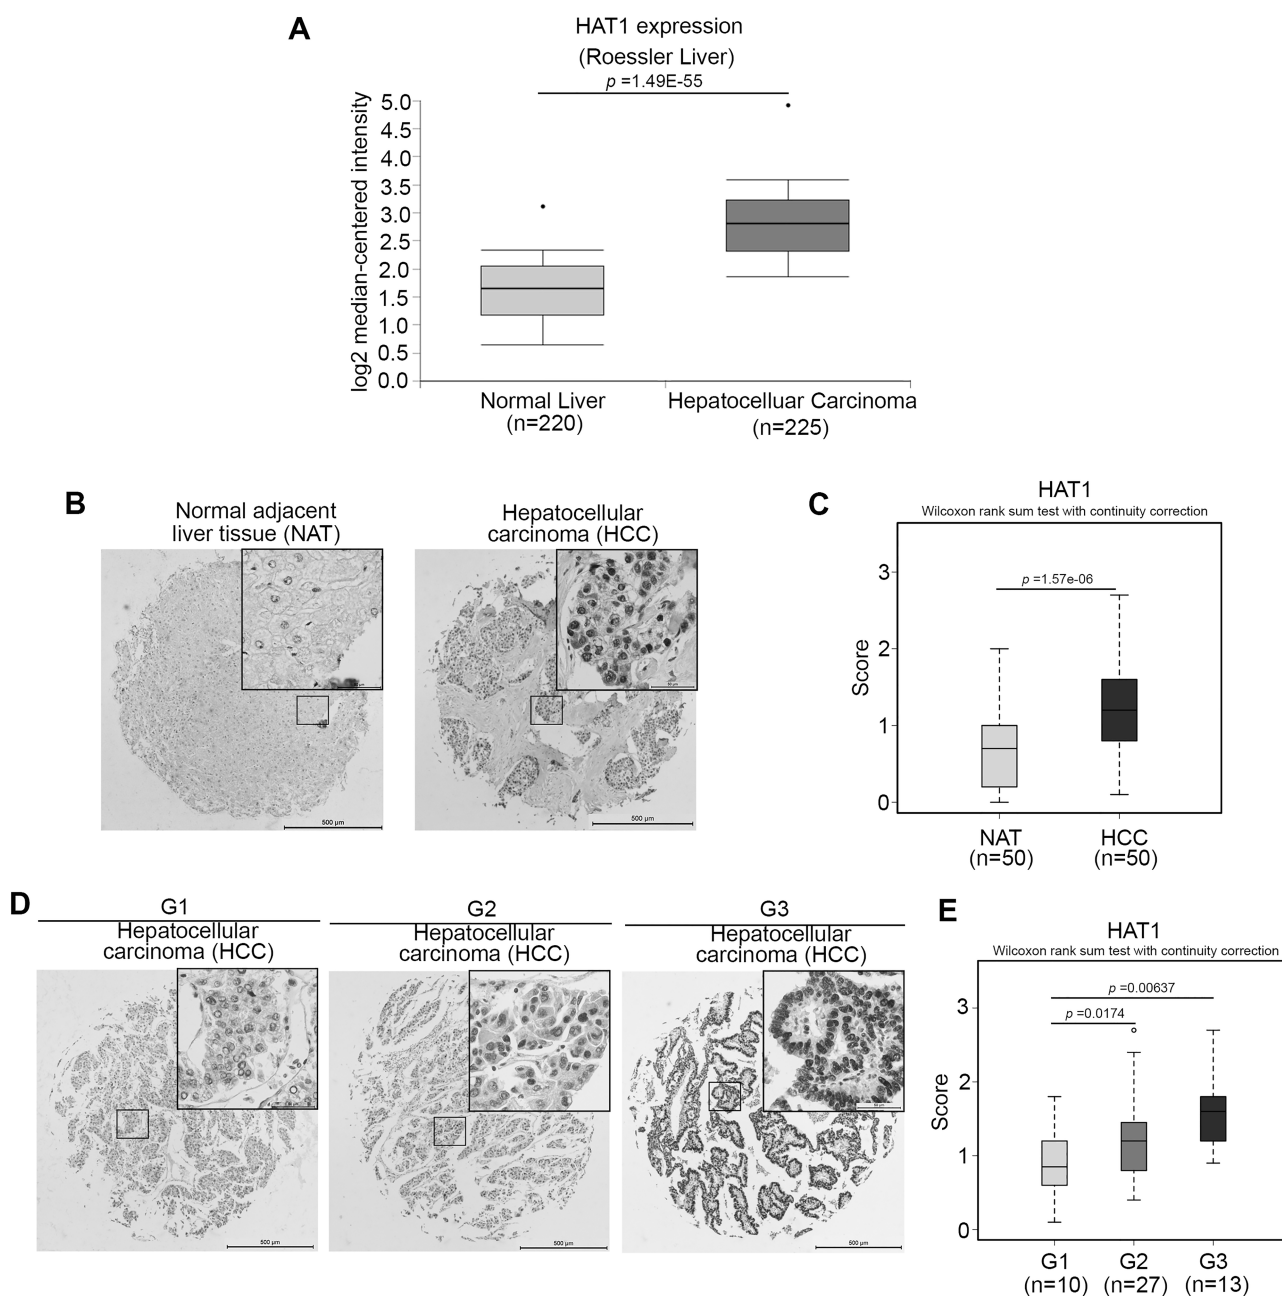 A
HAT1 expression
(Roessler Liver)
p =1.49E-55
log2 median-centered intensity
5.0
4.5
4.0
3.5
3.0
2.5
2.0
1.5
1.0
0.5
0.0
Normal Liver
(n=220)
Hepatocelluar Carcinoma
(n=225)
B
Normal adjacent
liver tissue (NAT)
500 µm
Hepatocellular
carcinoma (HCC)
500 µm
C
HAT1
Wilcoxon rank sum test with continuity correction
p =1.57e-06
Score
3
2
1
0
NAT
(n=50)
HCC
(n=50)
D
G1
Hepatocellular
carcinoma (HCC)
500 µm
G2
Hepatocellular
carcinoma (HCC)
500 µm
G3
Hepatocellular
carcinoma (HCC)
500 µm
E
HAT1
Wilcoxon rank sum test with continuity correction
p =0.00637
p =0.0174
Score
3
2
1
0
G1
(n=10)
G2
(n=27)
G3
(n=13)